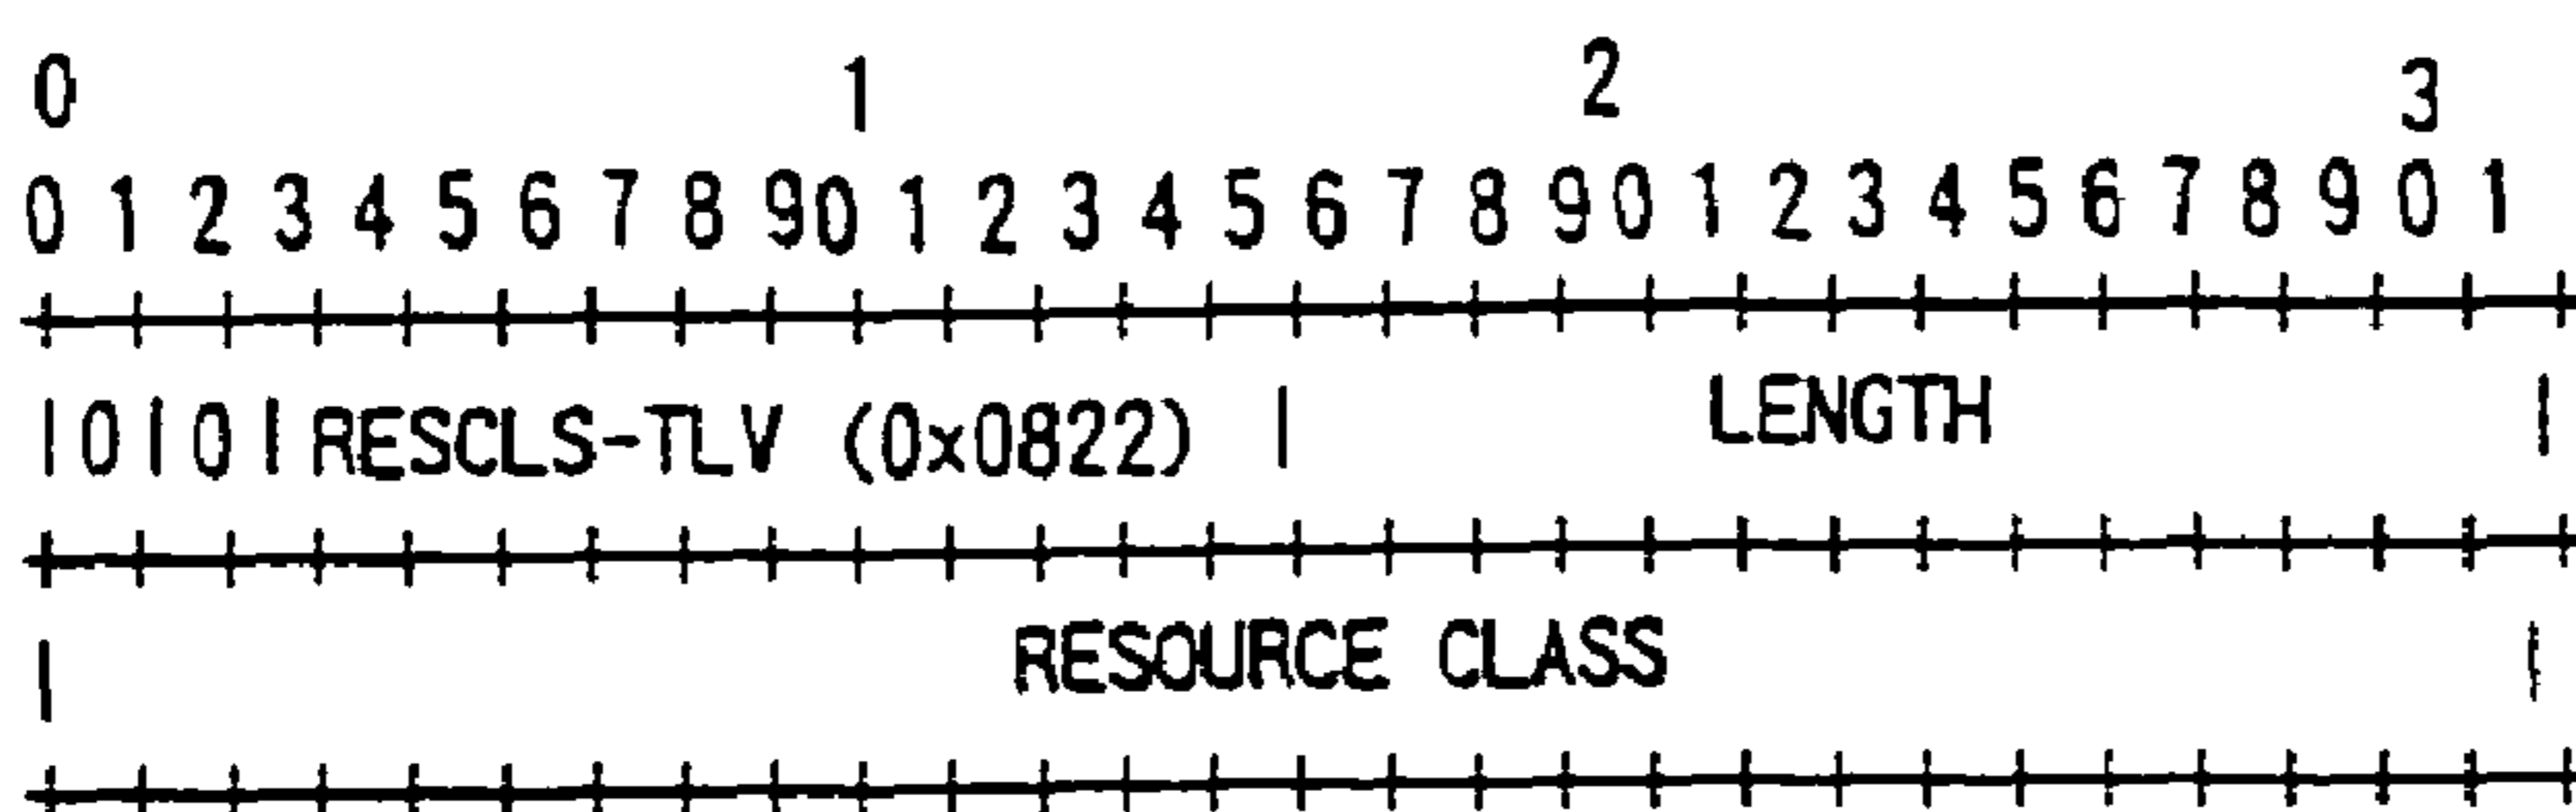 0 1 2 3
0 1 2 3 4 5 6 7 8 9 0 1 2 3 4 5 6 7 8 9 0 1 2 3 4 5 6 7 8 9 0 1
|0|0| RESCLS-TLV (0x0822) | LENGTH |
| RESOURCE CLASS |